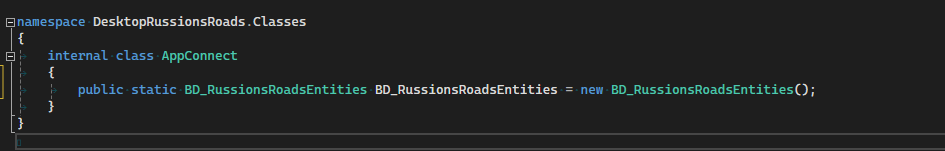 namespace DesktopRussionsRoads.Classes
{
internal class AppConnect
{
public static BD_RussionsRoadsEntities BD_RussionsRoadsEntities = new BD_RussionsRoadsEntities();
}
}